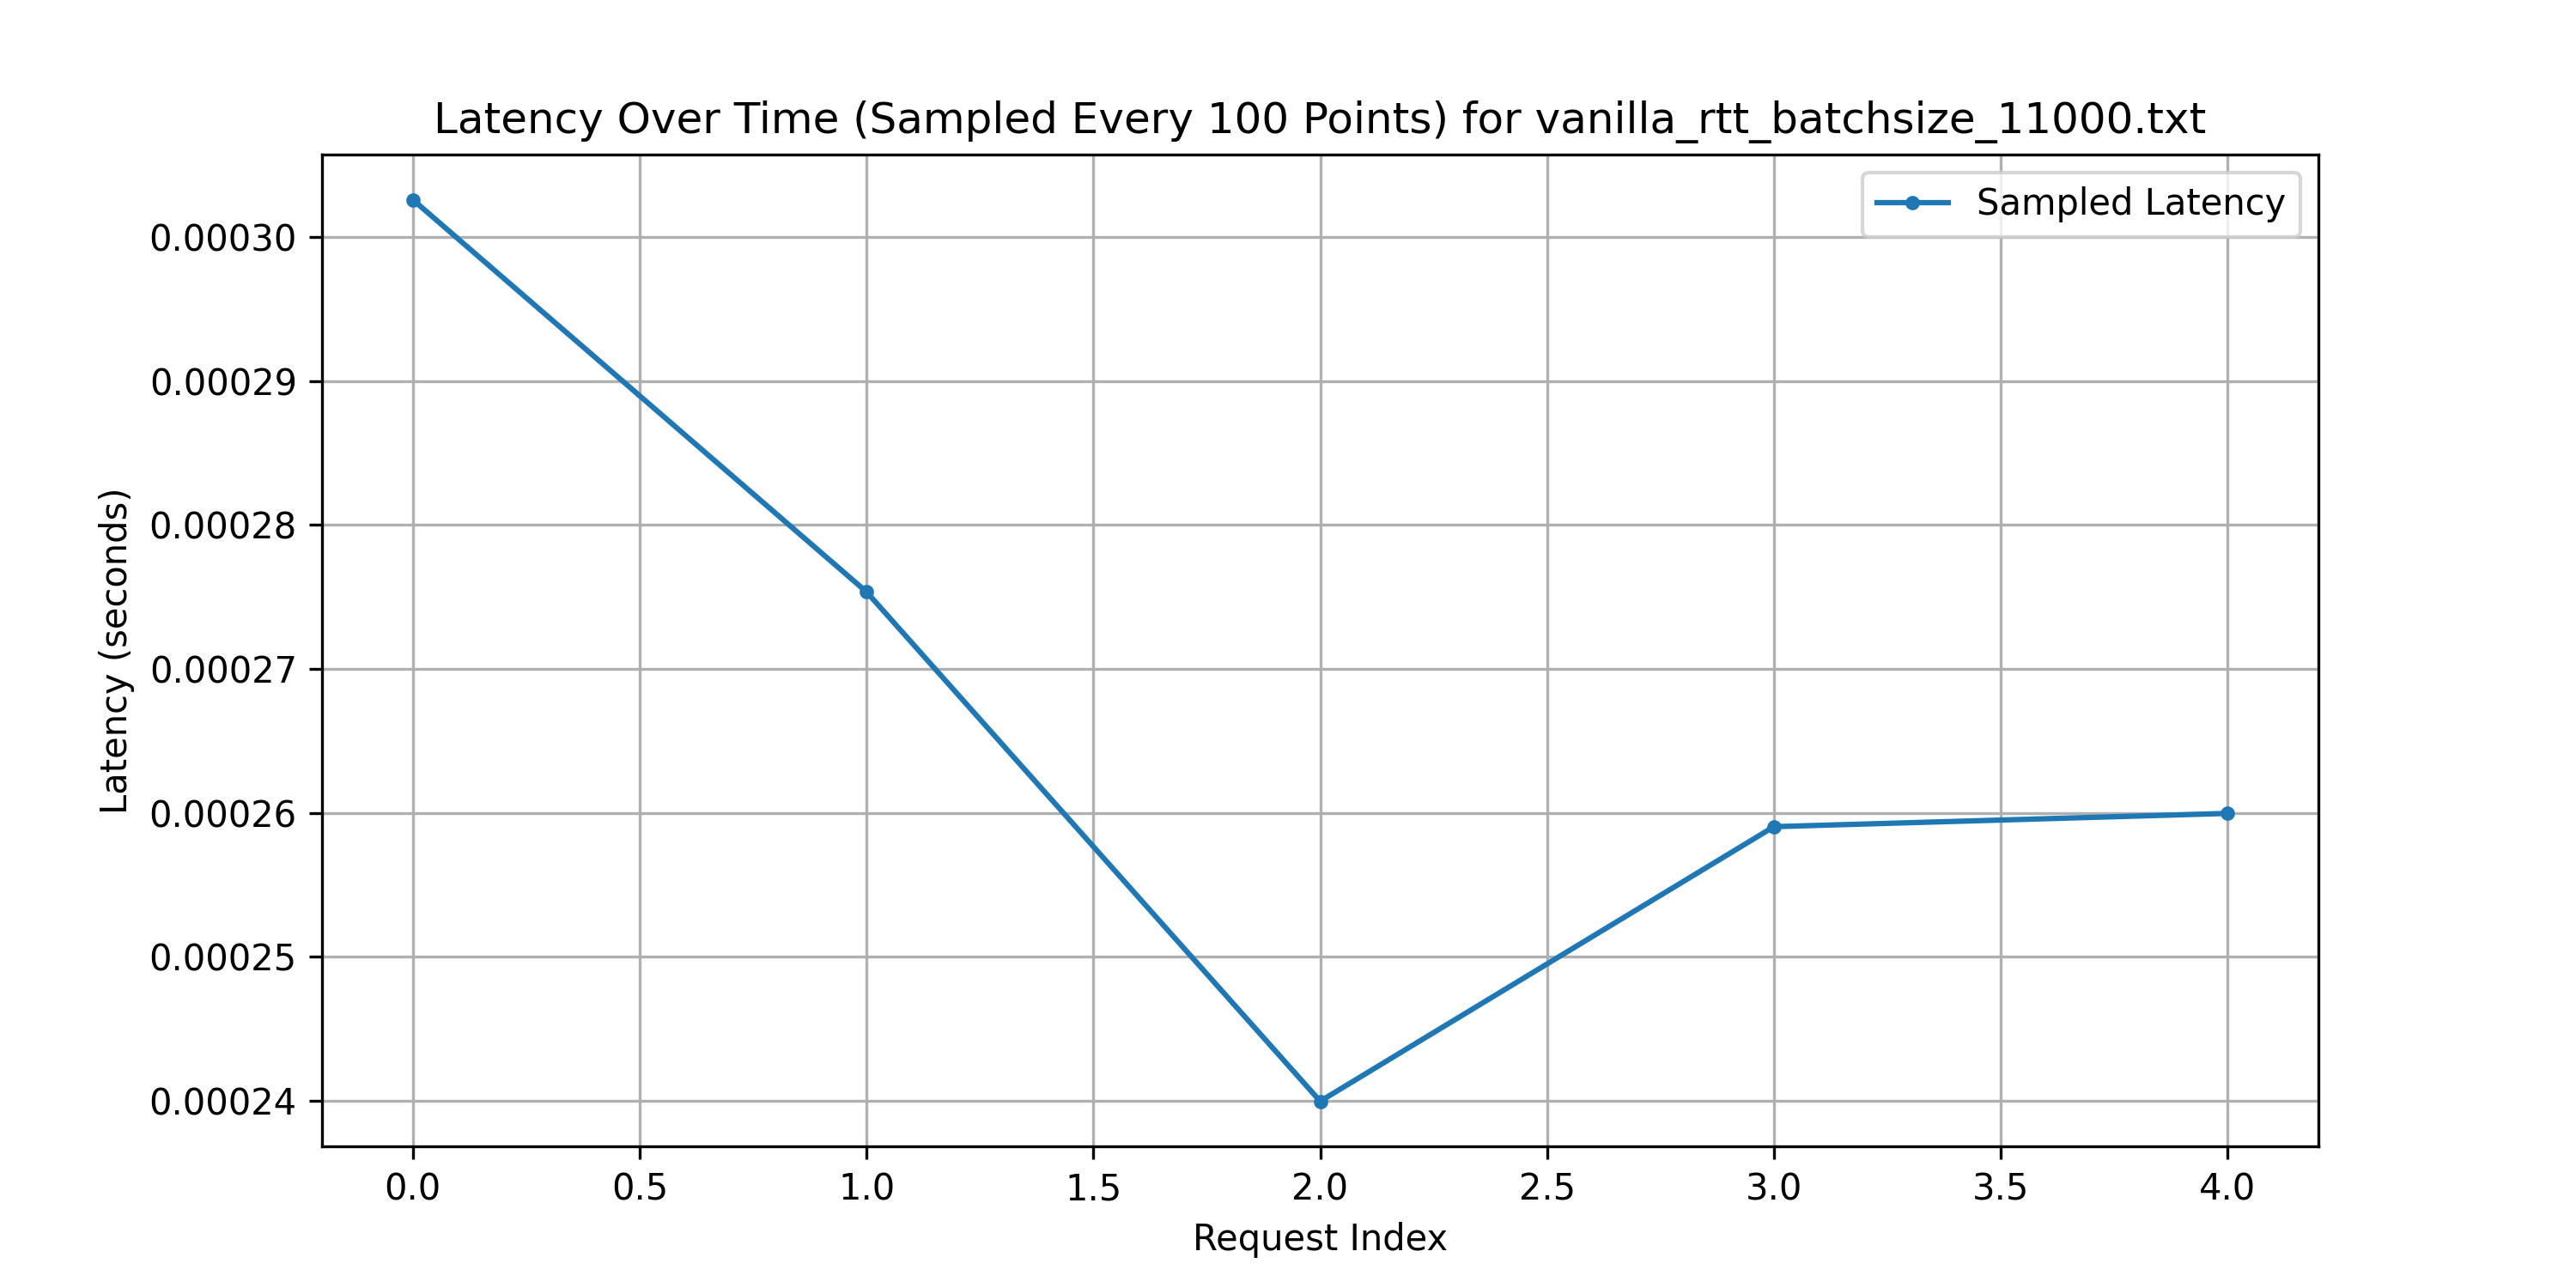 Latency Over Time (Sampled Every 100 Points) for vanilla_rtt_batchsize_11000.txt
Sampled Latency
Latency (seconds)
0.00030
0.00029
0.00028
0.00027
0.00026
0.00025
0.00024
0.0 0.5 1.0 1.5 2.0 2.5 3.0 3.5 4.0
Request Index